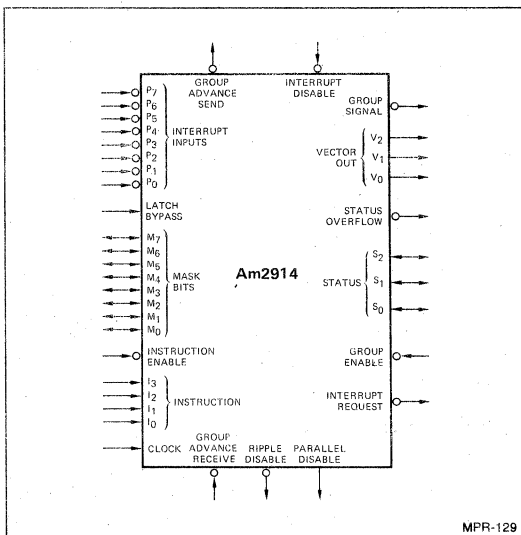 GROUP
ADVANCE
SEND
INTERRUPT
DISABLE
P7
P6
P5
P4
P3
P2
P1
P0
INTERRUPT
INPUTS
LATCH
BYPASS
M7
M6
M5
M4
M3
M2
M1
M0
MASK
BITS
INSTRUCTION
ENABLE
I3
I2
I1
I0
INSTRUCTION
CLOCK
GROUP
ADVANCE
RECEIVE
RIPPLE
DISABLE
PARALLEL
DISABLE
Am2914
GROUP
SIGNAL
VECTOR
OUT
V2
V1
V0
STATUS
OVERFLOW
STATUS
S2
S1
S0
GROUP
ENABLE
INTERRUPT
REQUEST
MPR-129